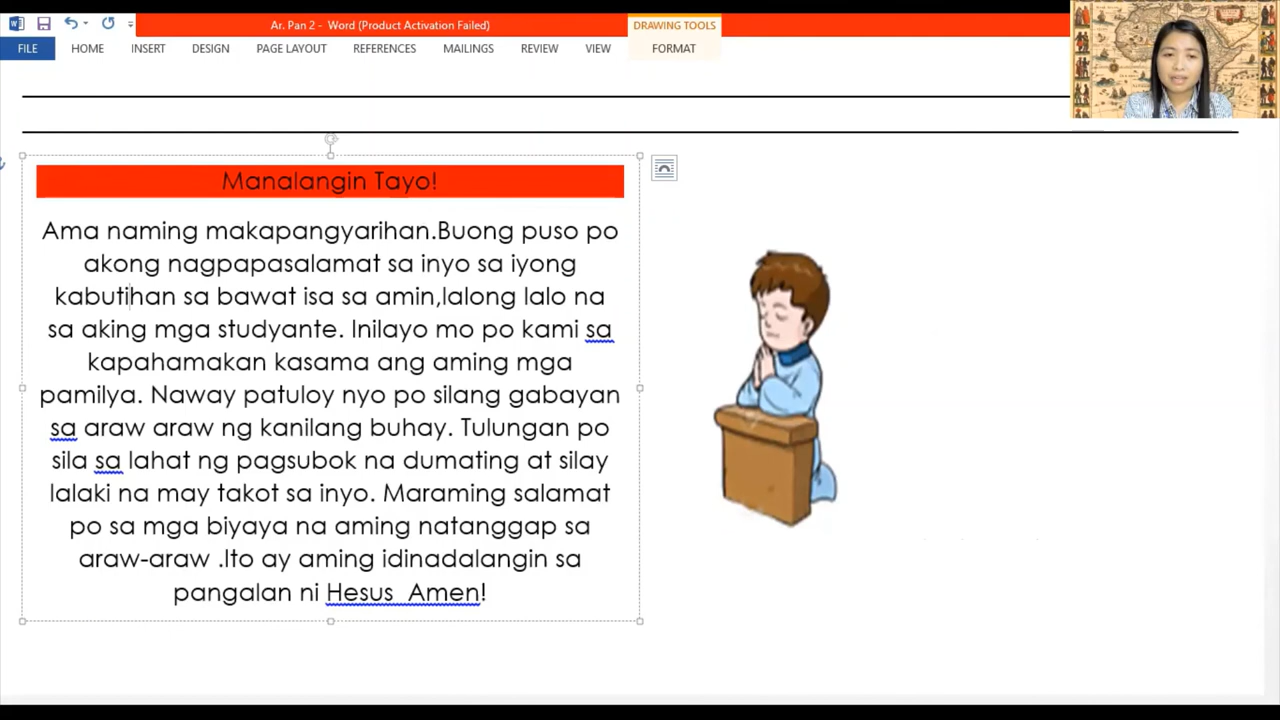 Ar. Pan 2 - Word (Product Activation Failed)
DRAWING TOOLS
FILE HOME INSERT DESIGN PAGE LAYOUT REFERENCES MAILINGS REVIEW VIEW FORMAT
Manalangin Tayo!
Ama naming makapangyarihan.Buong puso po
akong nagpapasalamat sa inyo sa iyong
kabutihan sa bawat isa sa amin,lalong lalo na
sa aking mga studyante. Inilayo mo po kami sa
kapahamakan kasama ang aming mga
pamilya. Naway patuloy nyo po silang gabayan
sa araw araw ng kanilang buhay. Tulungan po
sila sa lahat ng pagsubok na dumating at silay
lalaki na may takot sa inyo. Maraming salamat
po sa mga biyaya na aming natanggap sa
araw-araw .Ito ay aming idinadalangin sa
pangalan ni Hesus  Amen!